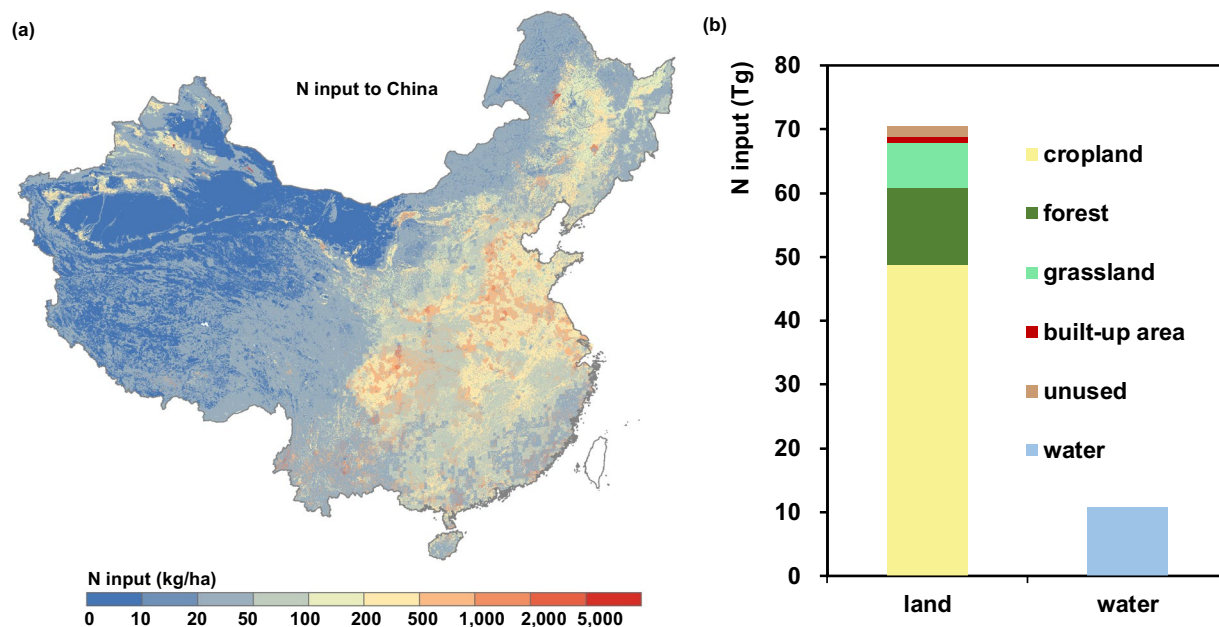 (a)
N input to China
N input (kg/ha)
0 10 20 50 100 200 500 1,000 2,000 5,000
(b)
N input (Tg)
80
70
60
50
40
30
20
10
0
cropland
forest
grassland
built-up area
unused
water
land water